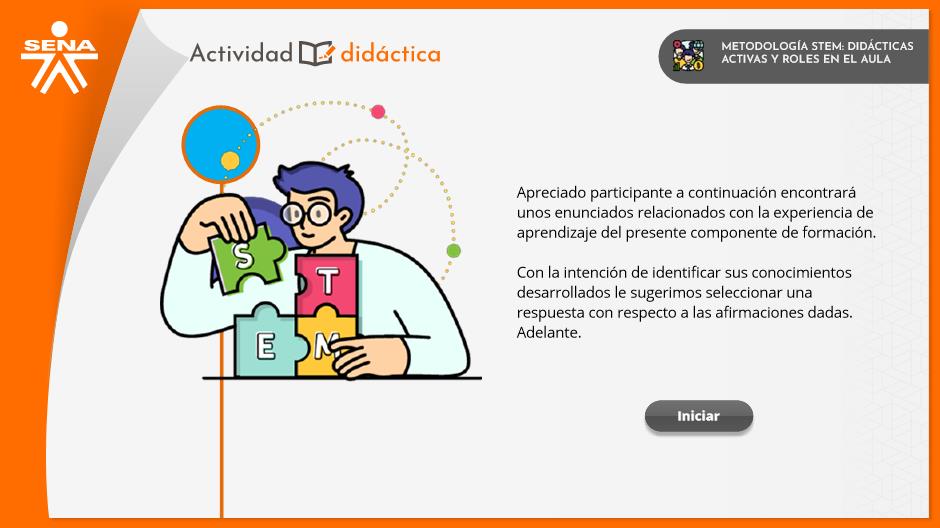 SENA
Actividad didáctica
METODOLOGÍA STEM: DIDÁCTICAS
ACTIVAS Y ROLES EN EL AULA
S
T
E
M
Apreciado participante a continuación encontrará
unos enunciados relacionados con la experiencia de
aprendizaje del presente componente de formación.
Con la intención de identificar sus conocimientos
desarrollados le sugerimos seleccionar una
respuesta con respecto a las afirmaciones dadas.
Adelante.
Iniciar